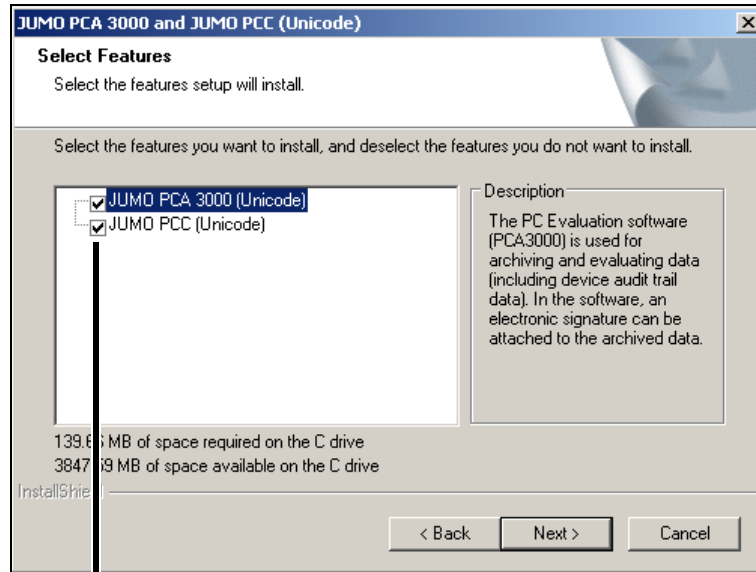 JUMO PCA 3000 and JUMO PCC (Unicode)
Select Features
Select the features setup will install.
Select the features you want to install, and deselect the features you do not want to install.
JUMO PCA 3000 (Unicode)
JUMO PCC (Unicode)
Description
The PC Evaluation software
(PCA3000) is used for
archiving and evaluating data
(including device audit trail
data). In the software, an
electronic signature can be
attached to the archived data.
MB of space required on the C drive
MB of space available on the C drive
< Back
Next >
Cancel